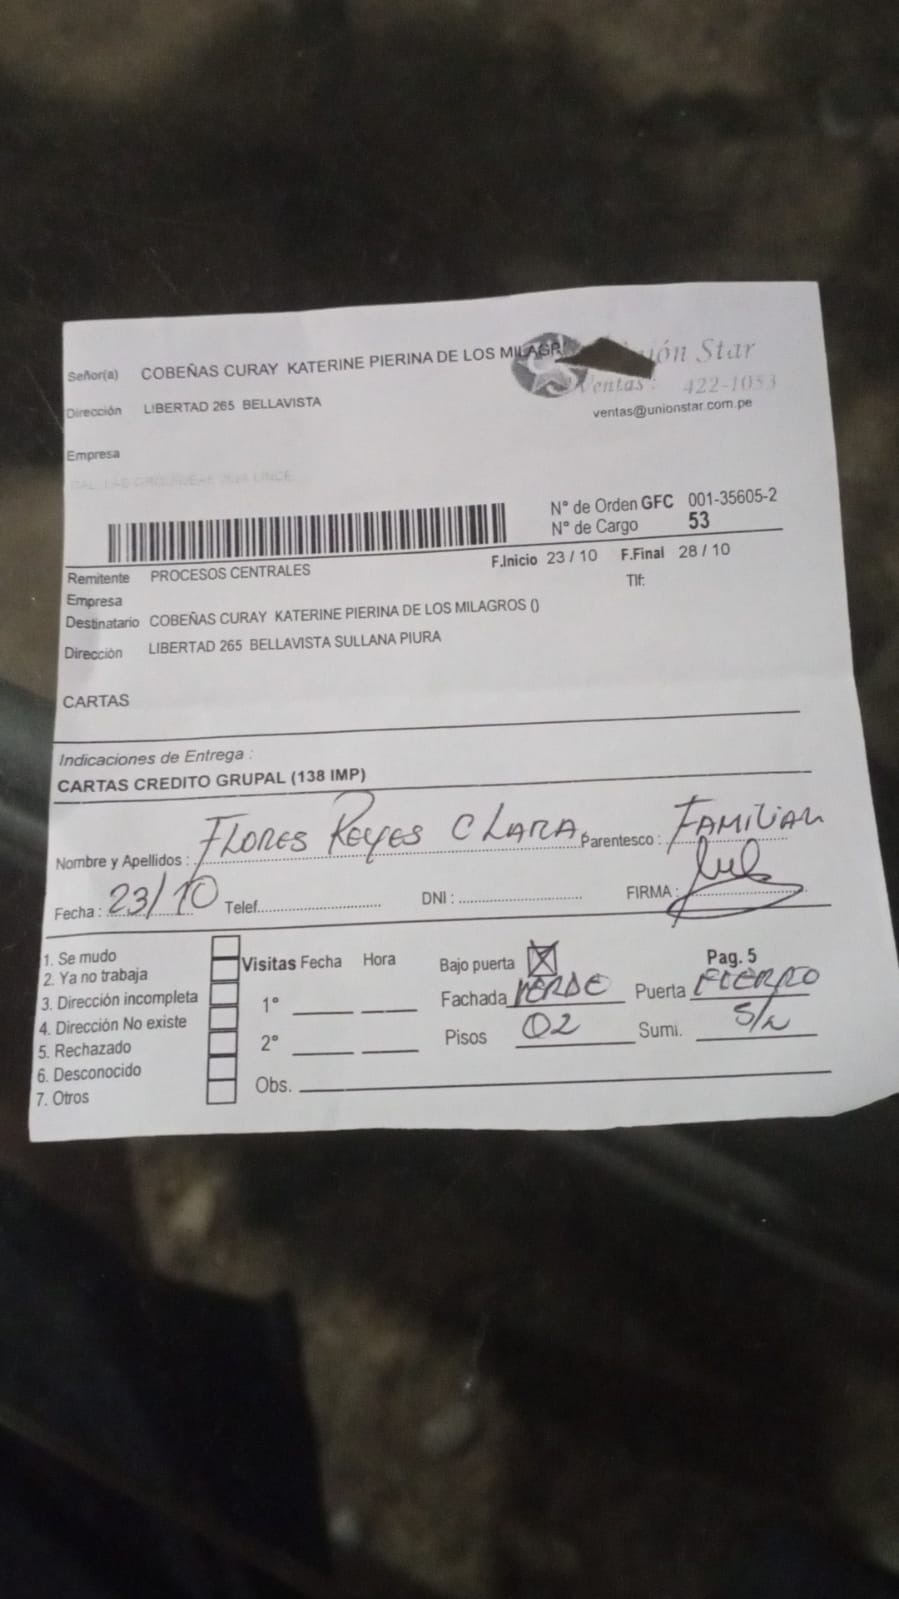 Señor(a) COBEÑAS CURAY KATERINE PIERINA DE LOS MILAGR
ión Star
Ventas: 422-1053
Dirección LIBERTAD 265 BELLAVISTA
ventas@unionstar.com.pe
Empresa
N° de Orden GFC 001-35605-2
N° de Cargo 53
F.Inicio 23 / 10 F.Final 28 / 10
Remitente PROCESOS CENTRALES
Empresa
Tlf:
Destinatario COBEÑAS CURAY KATERINE PIERINA DE LOS MILAGROS ()
Dirección LIBERTAD 265 BELLAVISTA SULLANA PIURA
CARTAS
Indicaciones de Entrega :
CARTAS CREDITO GRUPAL (138 IMP)
Nombre y Apellidos : FLORES REYES CLARA Parentesco : FAMILIAR
Fecha : 23/10 Telef. DNI : FIRMA :
1. Se mudo
2. Ya no trabaja
3. Dirección incompleta
4. Dirección No existe
5. Rechazado
6. Desconocido
7. Otros
Visitas Fecha Hora
1°
2°
Obs.
Bajo puerta X Pag. 5
Fachada VERDE Puerta FIERRO
Pisos 02 Sumi. S/N